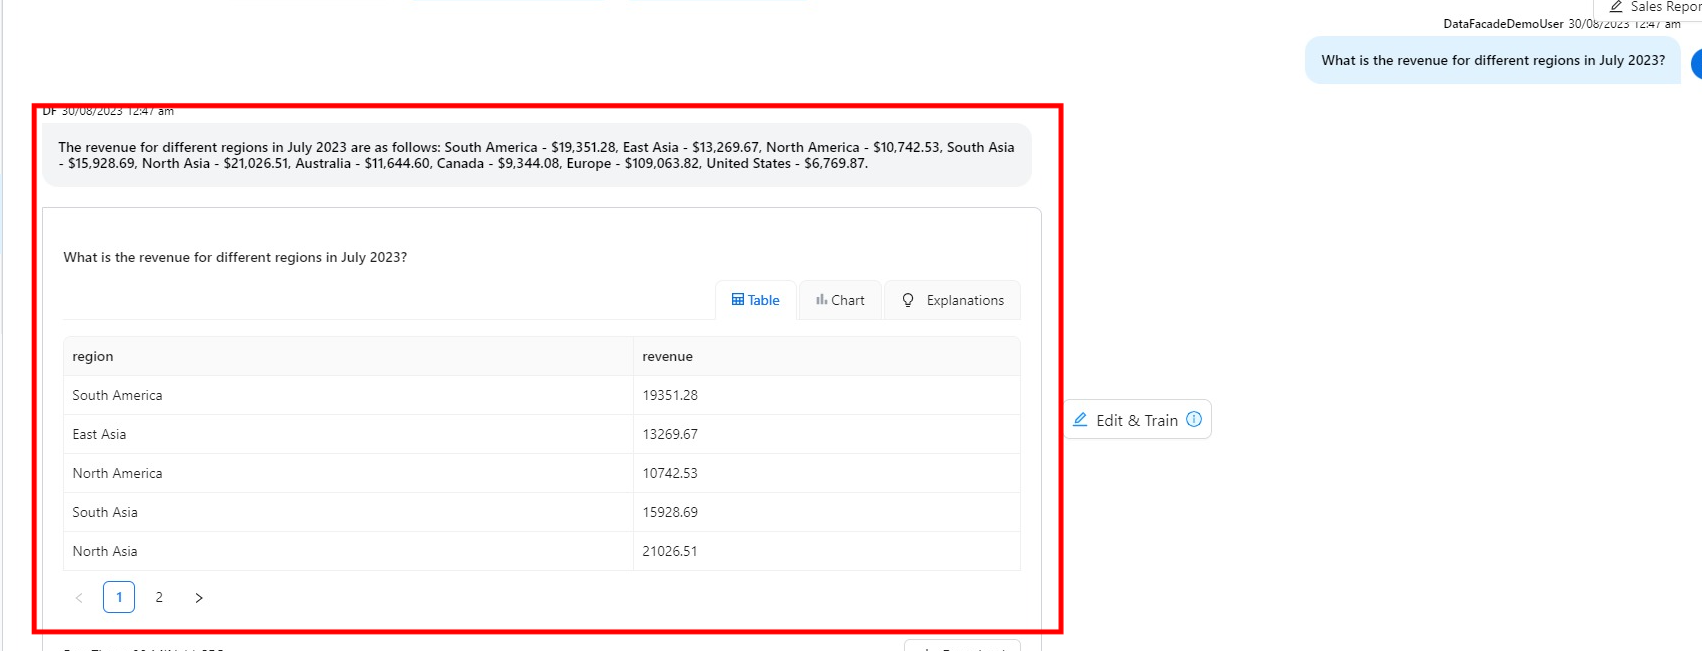 Sales Repor
DataFacadeDemoUser 30/08/2023 12:47 am
What is the revenue for different regions in July 2023?
DF 30/08/2023 12:47 am
The revenue for different regions in July 2023 are as follows: South America - $19,351.28, East Asia - $13,269.67, North America - $10,742.53, South Asia
- $15,928.69, North Asia - $21,026.51, Australia - $11,644.60, Canada - $9,344.08, Europe - $109,063.82, United States - $6,769.87.
What is the revenue for different regions in July 2023?
Table Chart Explanations
region revenue
South America 19351.28
East Asia 13269.67
North America 10742.53
South Asia 15928.69
North Asia 21026.51
< 1 2 >
Edit & Train